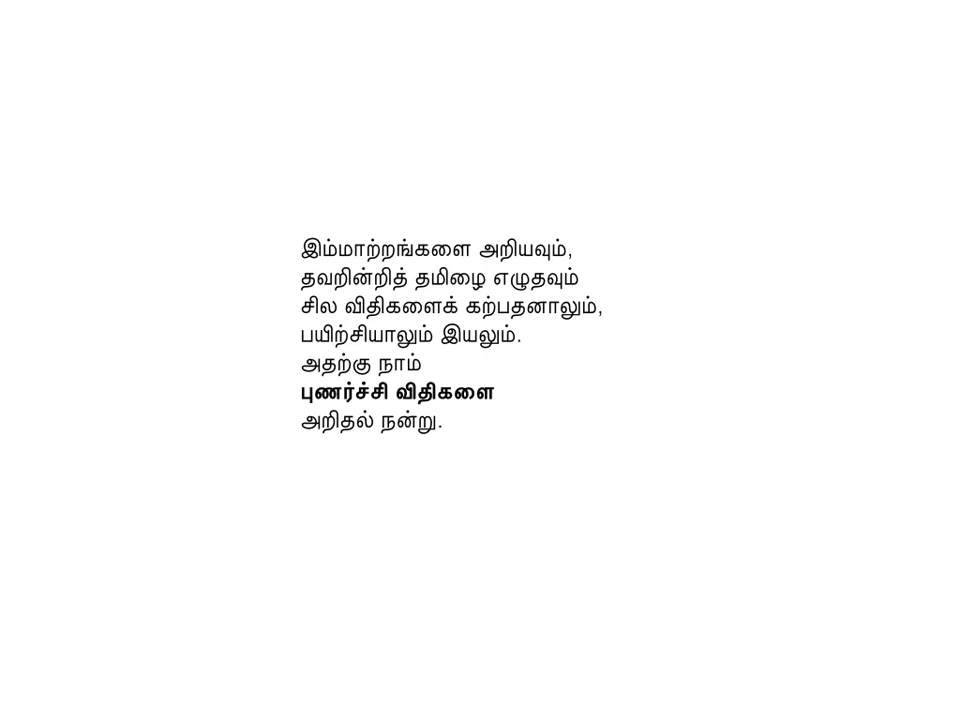 இம்மாற்றங்களை அறியவும்,
தவறின்றித் தமிழை எழுதவும்
சில விதிகளைக் கற்பதனாலும்,
பயிற்சியாலும் இயலும்.
அதற்கு நாம்
புணர்ச்சி விதிகளை
அறிதல் நன்று.